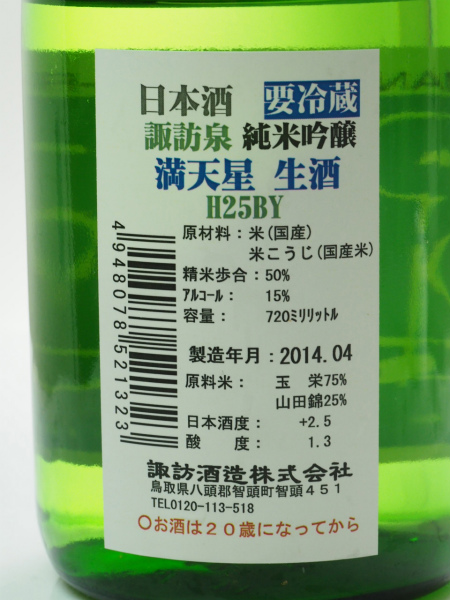 日本酒 要冷蔵
諏訪泉 純米吟醸
満天星 生酒
H25BY
原材料：米(国産)
米こうじ(国産米)
精米歩合：50%
ｱﾙｺｰﾙ： 15%
容量： 720ﾐﾘﾘｯﾄﾙ
製造年月：2014.04
原料米： 玉 栄75%
山田錦25%
日本酒度： +2.5
酸 度： 1.3
諏訪酒造株式会社
鳥取県八頭郡智頭町智頭４５１
TEL0120-113-518
○お酒は２０歳になってから
4948078521323